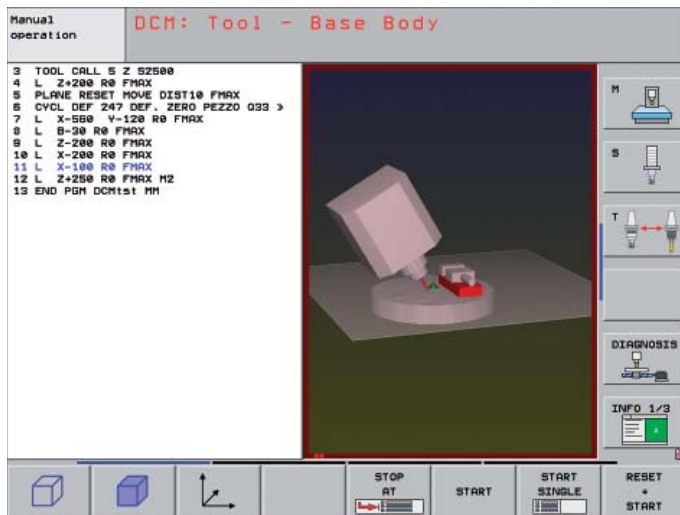 Manual
operation
DCM: Tool - Base Body
3 TOOL CALL 5 Z S2500
4 L Z+200 R0 FMAX
5 PLANE RESET MOVE DIST10 FMAX
6 CYCL DEF 247 DEF. ZERO PEZZO Q33 »
7 L X-560 Y-120 R0 FMAX
8 L B-30 R0 FMAX
9 L Z-200 R0 FMAX
10 L X-200 R0 FMAX
11 L X-100 R0 FMAX
12 L Z+250 R0 FMAX M2
13 END PGM DCMtst MM
M
S
T
DIAGNOSIS
INFO 1/3
STOP
AT
START
START
SINGLE
RESET
+
START